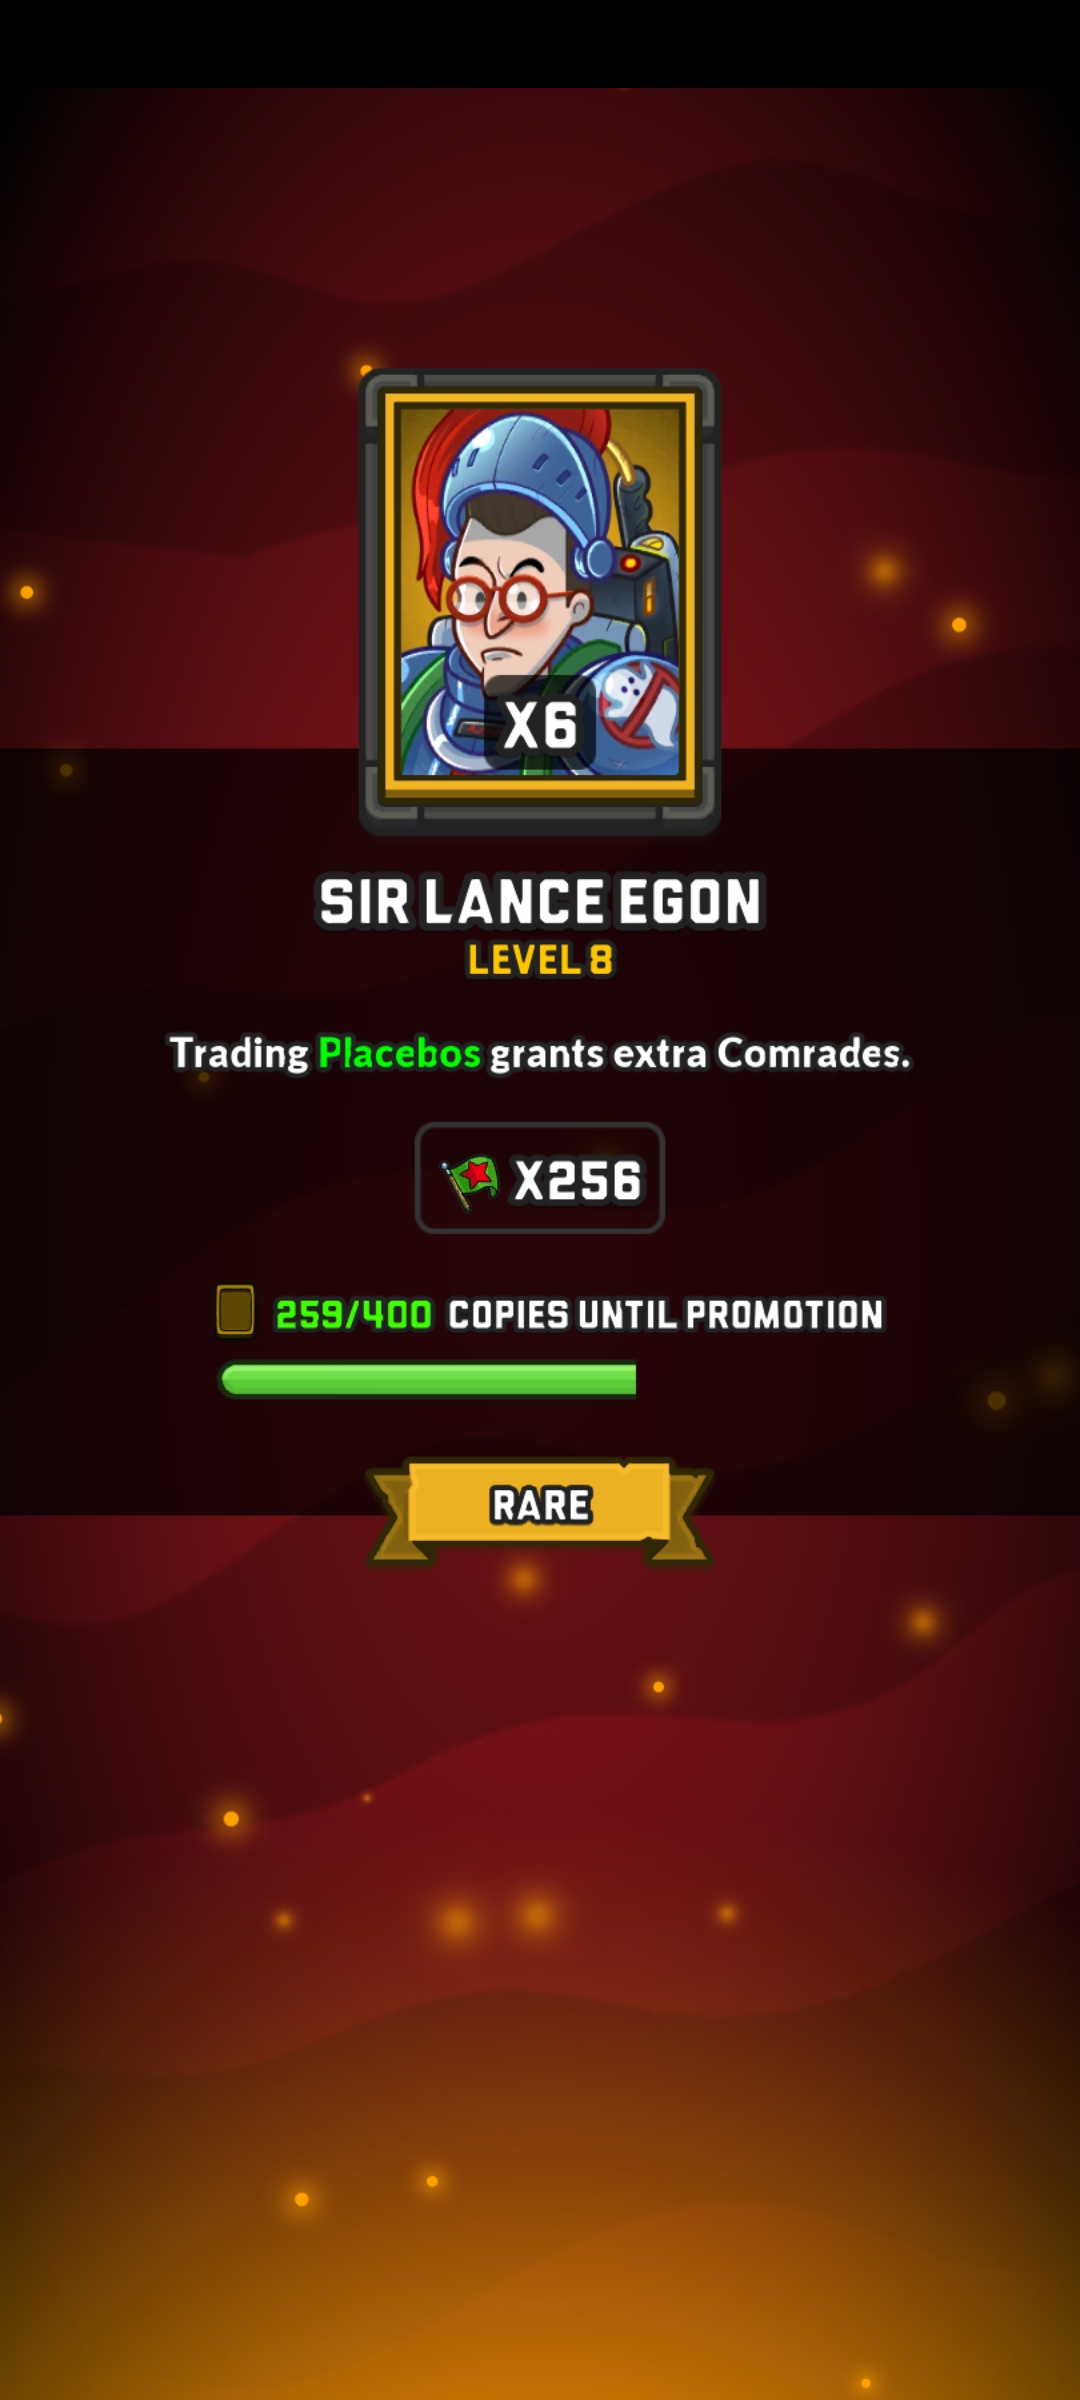 X6
SIR LANCE EGON
LEVEL 8
Trading Placebos grants extra Comrades.
X256
259/400 COPIES UNTIL PROMOTION
RARE